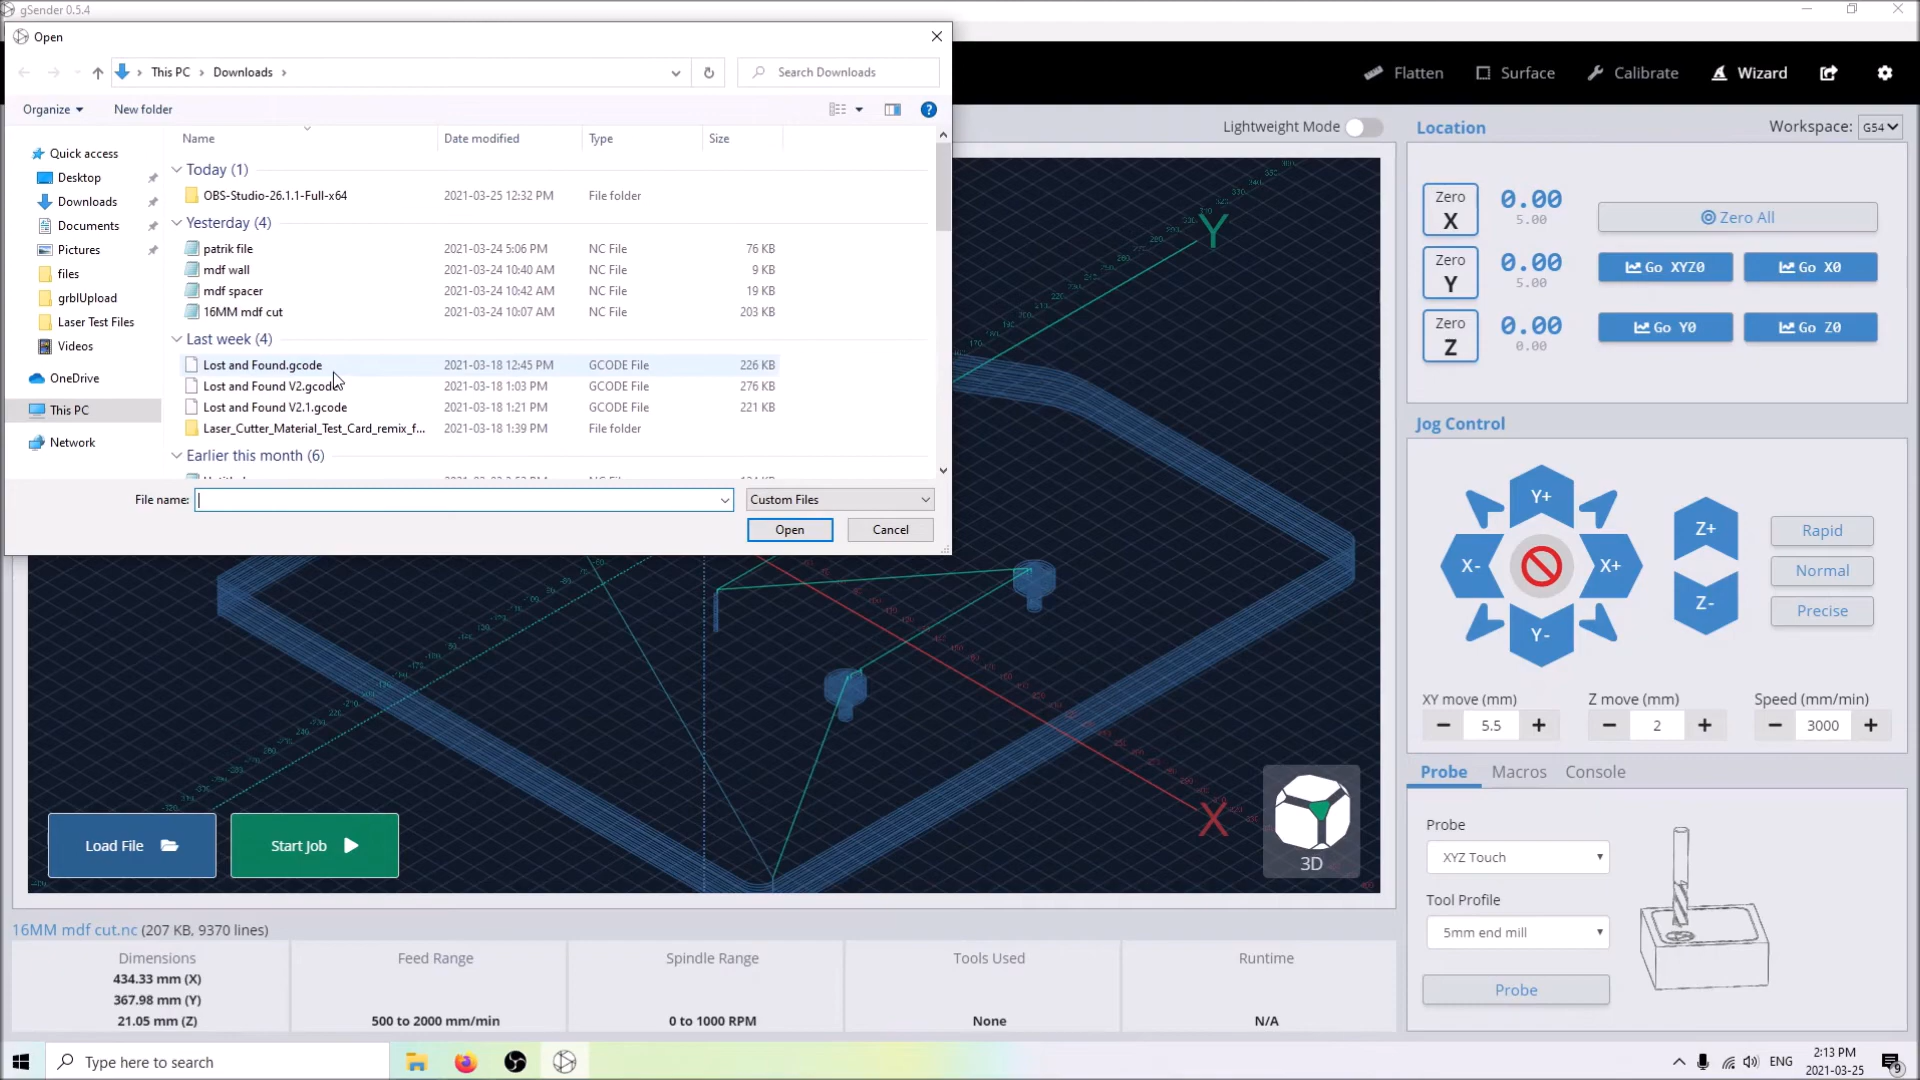 gSender 0.5.4
Open
This PC > Downloads >
Search Downloads
Organize
New folder
Name Date modified Type Size
Today (1)
OBS-Studio-26.1.1-Full-x64 2021-03-25 12:32 PM File folder
Yesterday (4)
patrik file 2021-03-24 5:06 PM NC File 76 KB
mdf wall 2021-03-24 10:40 AM NC File 9 KB
mdf spacer 2021-03-24 10:42 AM NC File 19 KB
16MM mdf cut 2021-03-24 10:07 AM NC File 203 KB
Last week (4)
Lost and Found.gcode 2021-03-18 12:45 PM GCODE File 226 KB
Lost and Found V2.gcode 2021-03-18 1:03 PM GCODE File 276 KB
Lost and Found V2.1.gcode 2021-03-18 1:21 PM GCODE File 221 KB
Laser_Cutter_Material_Test_Card_remix_f... 2021-03-18 1:39 PM File folder
Earlier this month (6)
Quick access
Desktop
Downloads
Documents
Pictures
files
grblUpload
Laser Test Files
Videos
OneDrive
This PC
Network
File name:
Custom Files
Open
Cancel
Flatten
Surface
Calibrate
Wizard
Lightweight Mode
Location
Workspace: G54
Zero X
0.00
5.00
Zero All
Zero Y
0.00
5.00
Go XYZ0
Go X0
Zero Z
0.00
0.00
Go Y0
Go Z0
Jog Control
Y+
X-
X+
Y-
Z+
Z-
Rapid
Normal
Precise
XY move (mm)
5.5
Z move (mm)
2
Speed (mm/min)
3000
Probe
Macros
Console
Probe
XYZ Touch
Tool Profile
5mm end mill
Probe
Y
X
3D
Load File
Start Job
16MM mdf cut.nc (207 KB, 9370 lines)
Dimensions
434.33 mm (X)
367.98 mm (Y)
21.05 mm (Z)
Feed Range
500 to 2000 mm/min
Spindle Range
0 to 1000 RPM
Tools Used
None
Runtime
N/A
Type here to search
ENG
2:13 PM
2021-03-25
9